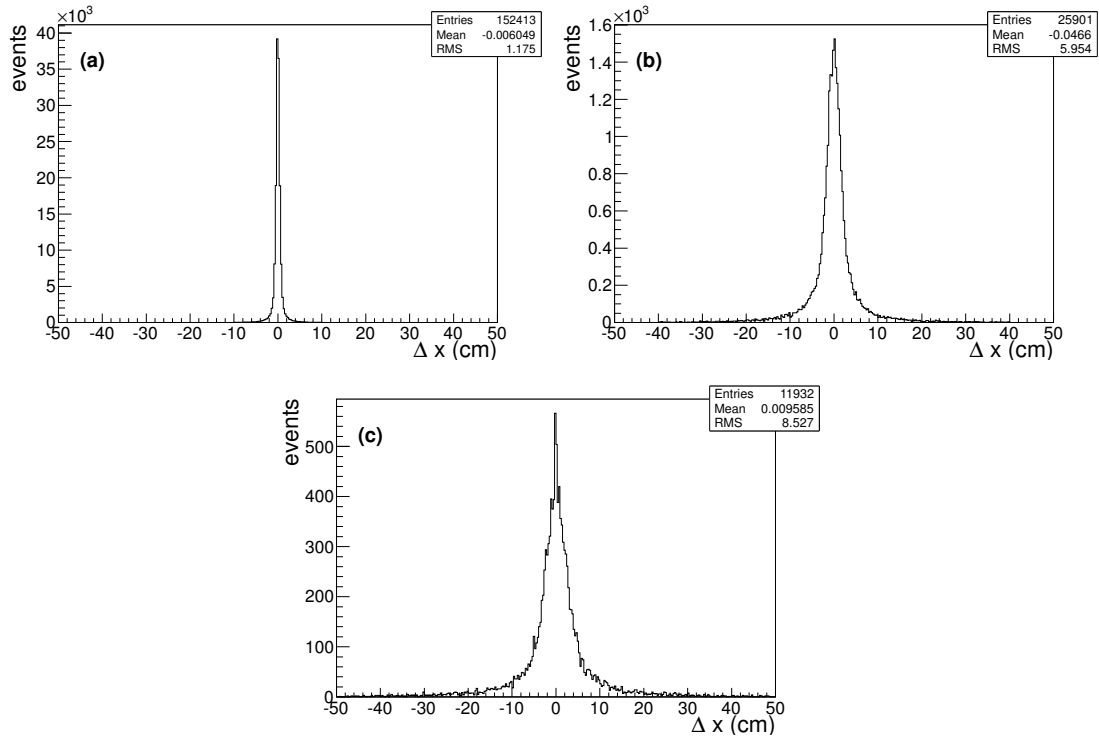 ×10³
Entries 152413
Mean -0.006049
RMS 1.175
(a)
events
40
35
30
25
20
15
10
5
0
-50 -40 -30 -20 -10 0 10 20 30 40 50
Δ x (cm)
×10³
Entries 25901
Mean -0.0466
RMS 5.954
(b)
events
1.6
1.4
1.2
1
0.8
0.6
0.4
0.2
0
-50 -40 -30 -20 -10 0 10 20 30 40 50
Δ x (cm)
Entries 11932
Mean 0.009585
RMS 8.527
(c)
events
500
400
300
200
100
0
-50 -40 -30 -20 -10 0 10 20 30 40 50
Δ x (cm)